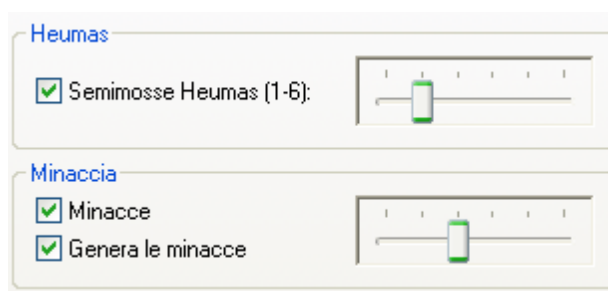 Heumas
Semimosse Heumas (1-6):
Minaccia
Minacce
Genera le minacce